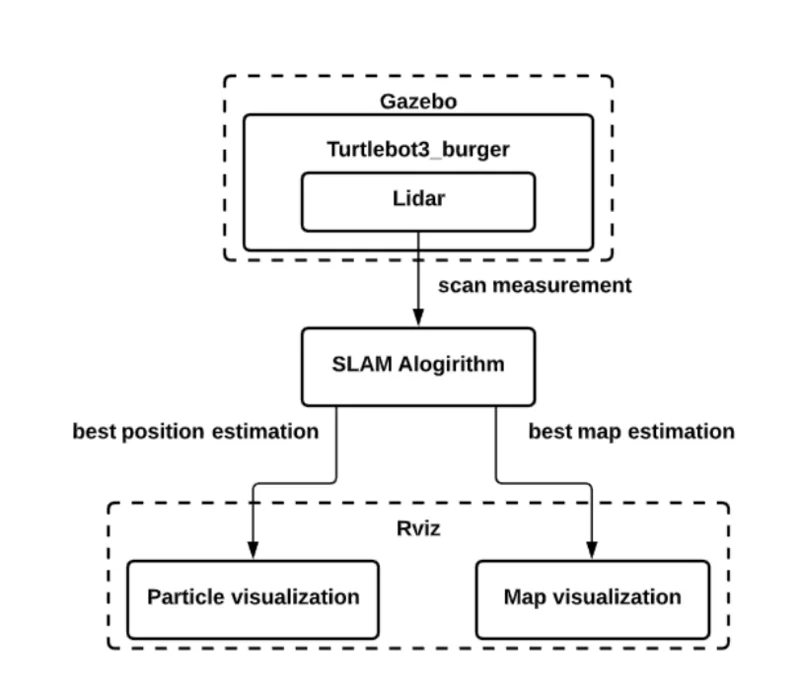 Gazebo
Turtlebot3_burger
Lidar
scan measurement
SLAM Alogirithm
best position estimation
best map estimation
Rviz
Particle visualization
Map visualization